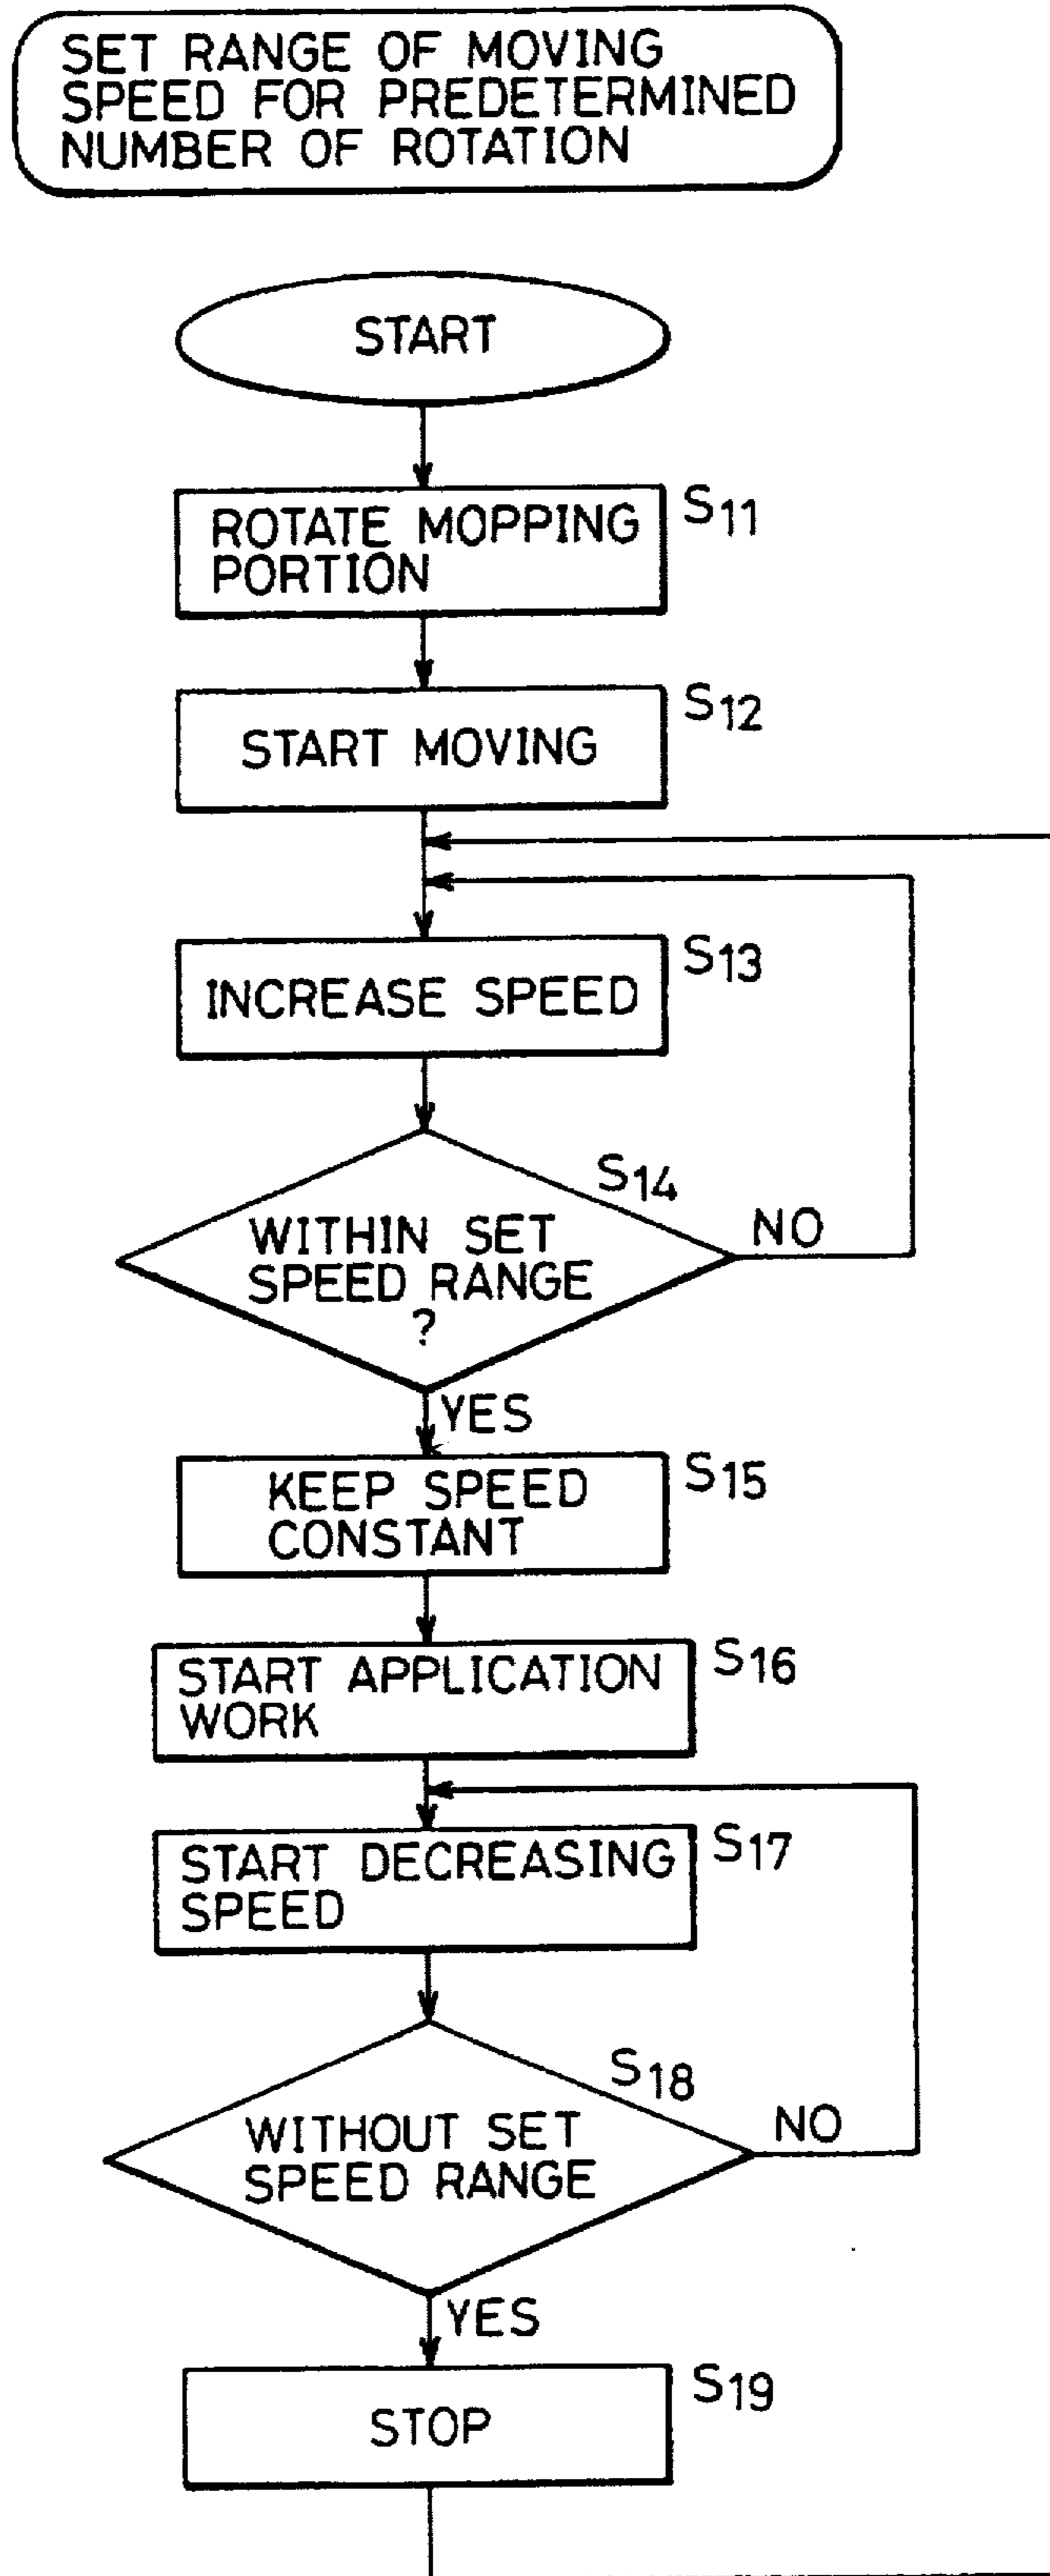 SET RANGE OF MOVING
SPEED FOR PREDETERMINED
NUMBER OF ROTATION
START
ROTATE MOPPING
PORTION
S11
START MOVING
S12
INCREASE SPEED
S13
S14
WITHIN SET
SPEED RANGE
?
NO
YES
KEEP SPEED
CONSTANT
S15
START APPLICATION
WORK
S16
START DECREASING
SPEED
S17
S18
WITHOUT SET
SPEED RANGE
NO
YES
STOP
S19